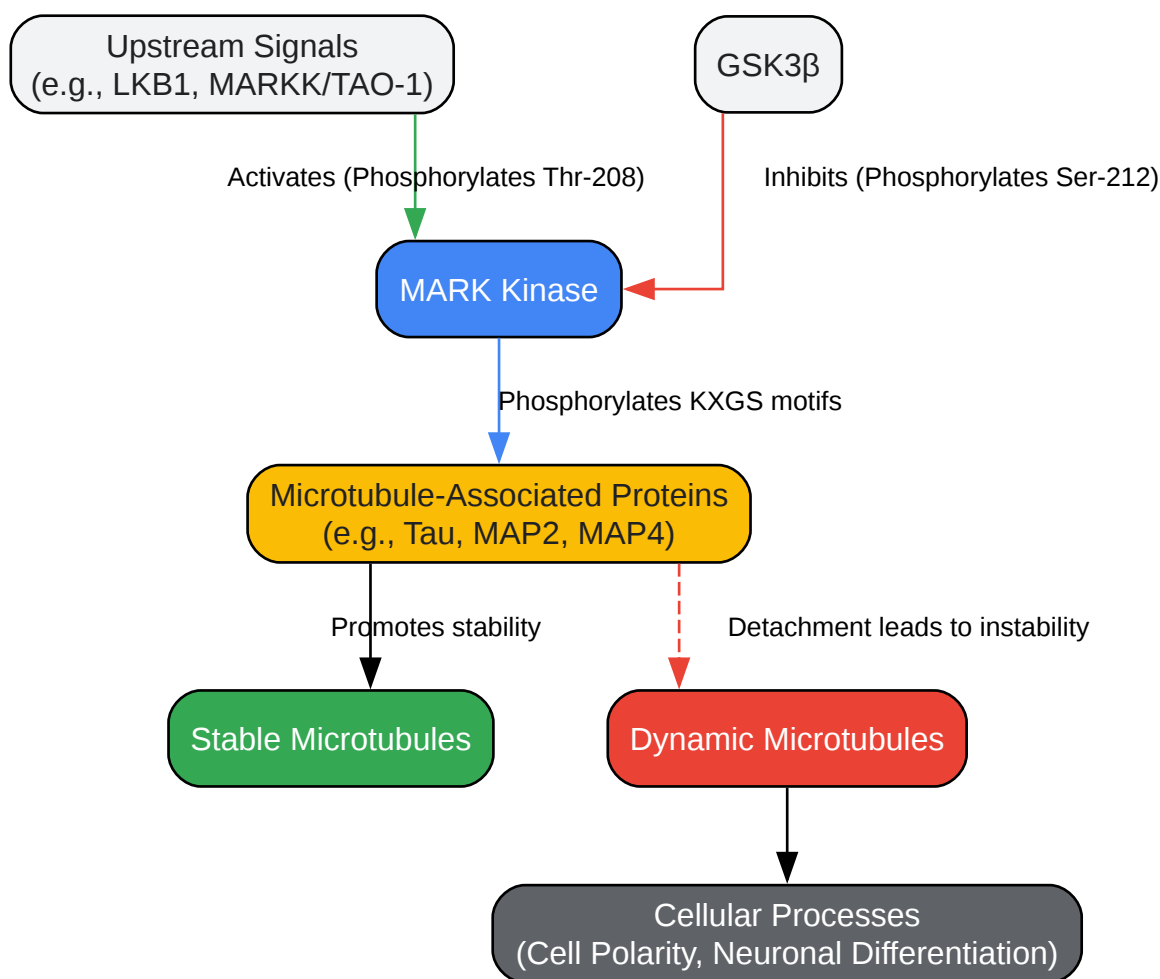 Upstream Signals
(e.g., LKB1, MARKK/TAO-1)
GSK3β
Activates (Phosphorylates Thr-208)
Inhibits (Phosphorylates Ser-212)
MARK Kinase
Phosphorylates KXGS motifs
Microtubule-Associated Proteins
(e.g., Tau, MAP2, MAP4)
Promotes stability
Detachment leads to instability
Stable Microtubules
Dynamic Microtubules
Cellular Processes
(Cell Polarity, Neuronal Differentiation)